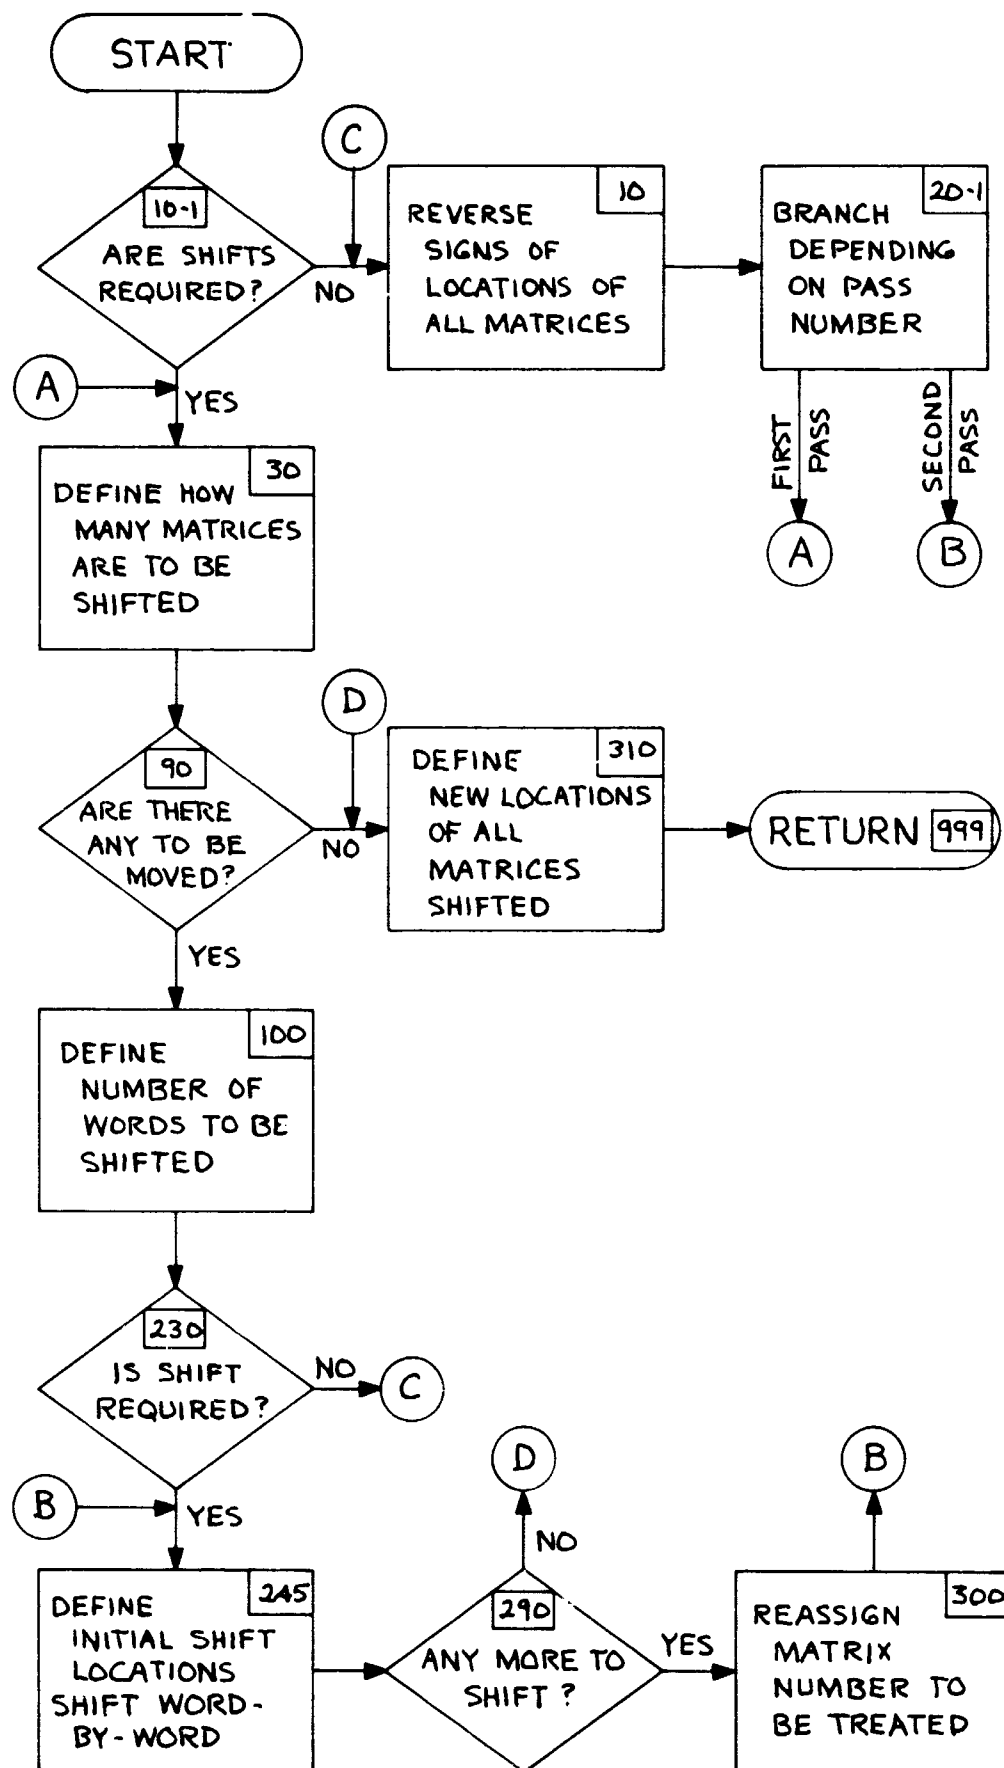 START
C
10-1
ARE SHIFTS
REQUIRED?
NO
10
REVERSE
SIGNS OF
LOCATIONS OF
ALL MATRICES
20-1
BRANCH
DEPENDING
ON PASS
NUMBER
A
YES
FIRST
PASS
SECOND
PASS
A
B
30
DEFINE HOW
MANY MATRICES
ARE TO BE
SHIFTED
D
90
ARE THERE
ANY TO BE
MOVED?
NO
310
DEFINE
NEW LOCATIONS
OF ALL
MATRICES
SHIFTED
RETURN 999
YES
100
DEFINE
NUMBER OF
WORDS TO BE
SHIFTED
230
IS SHIFT
REQUIRED?
NO
C
B
YES
D
B
NO
245
DEFINE
INITIAL SHIFT
LOCATIONS
SHIFT WORD-
BY-WORD
290
ANY MORE TO
SHIFT?
YES
300
REASSIGN
MATRIX
NUMBER TO
BE TREATED